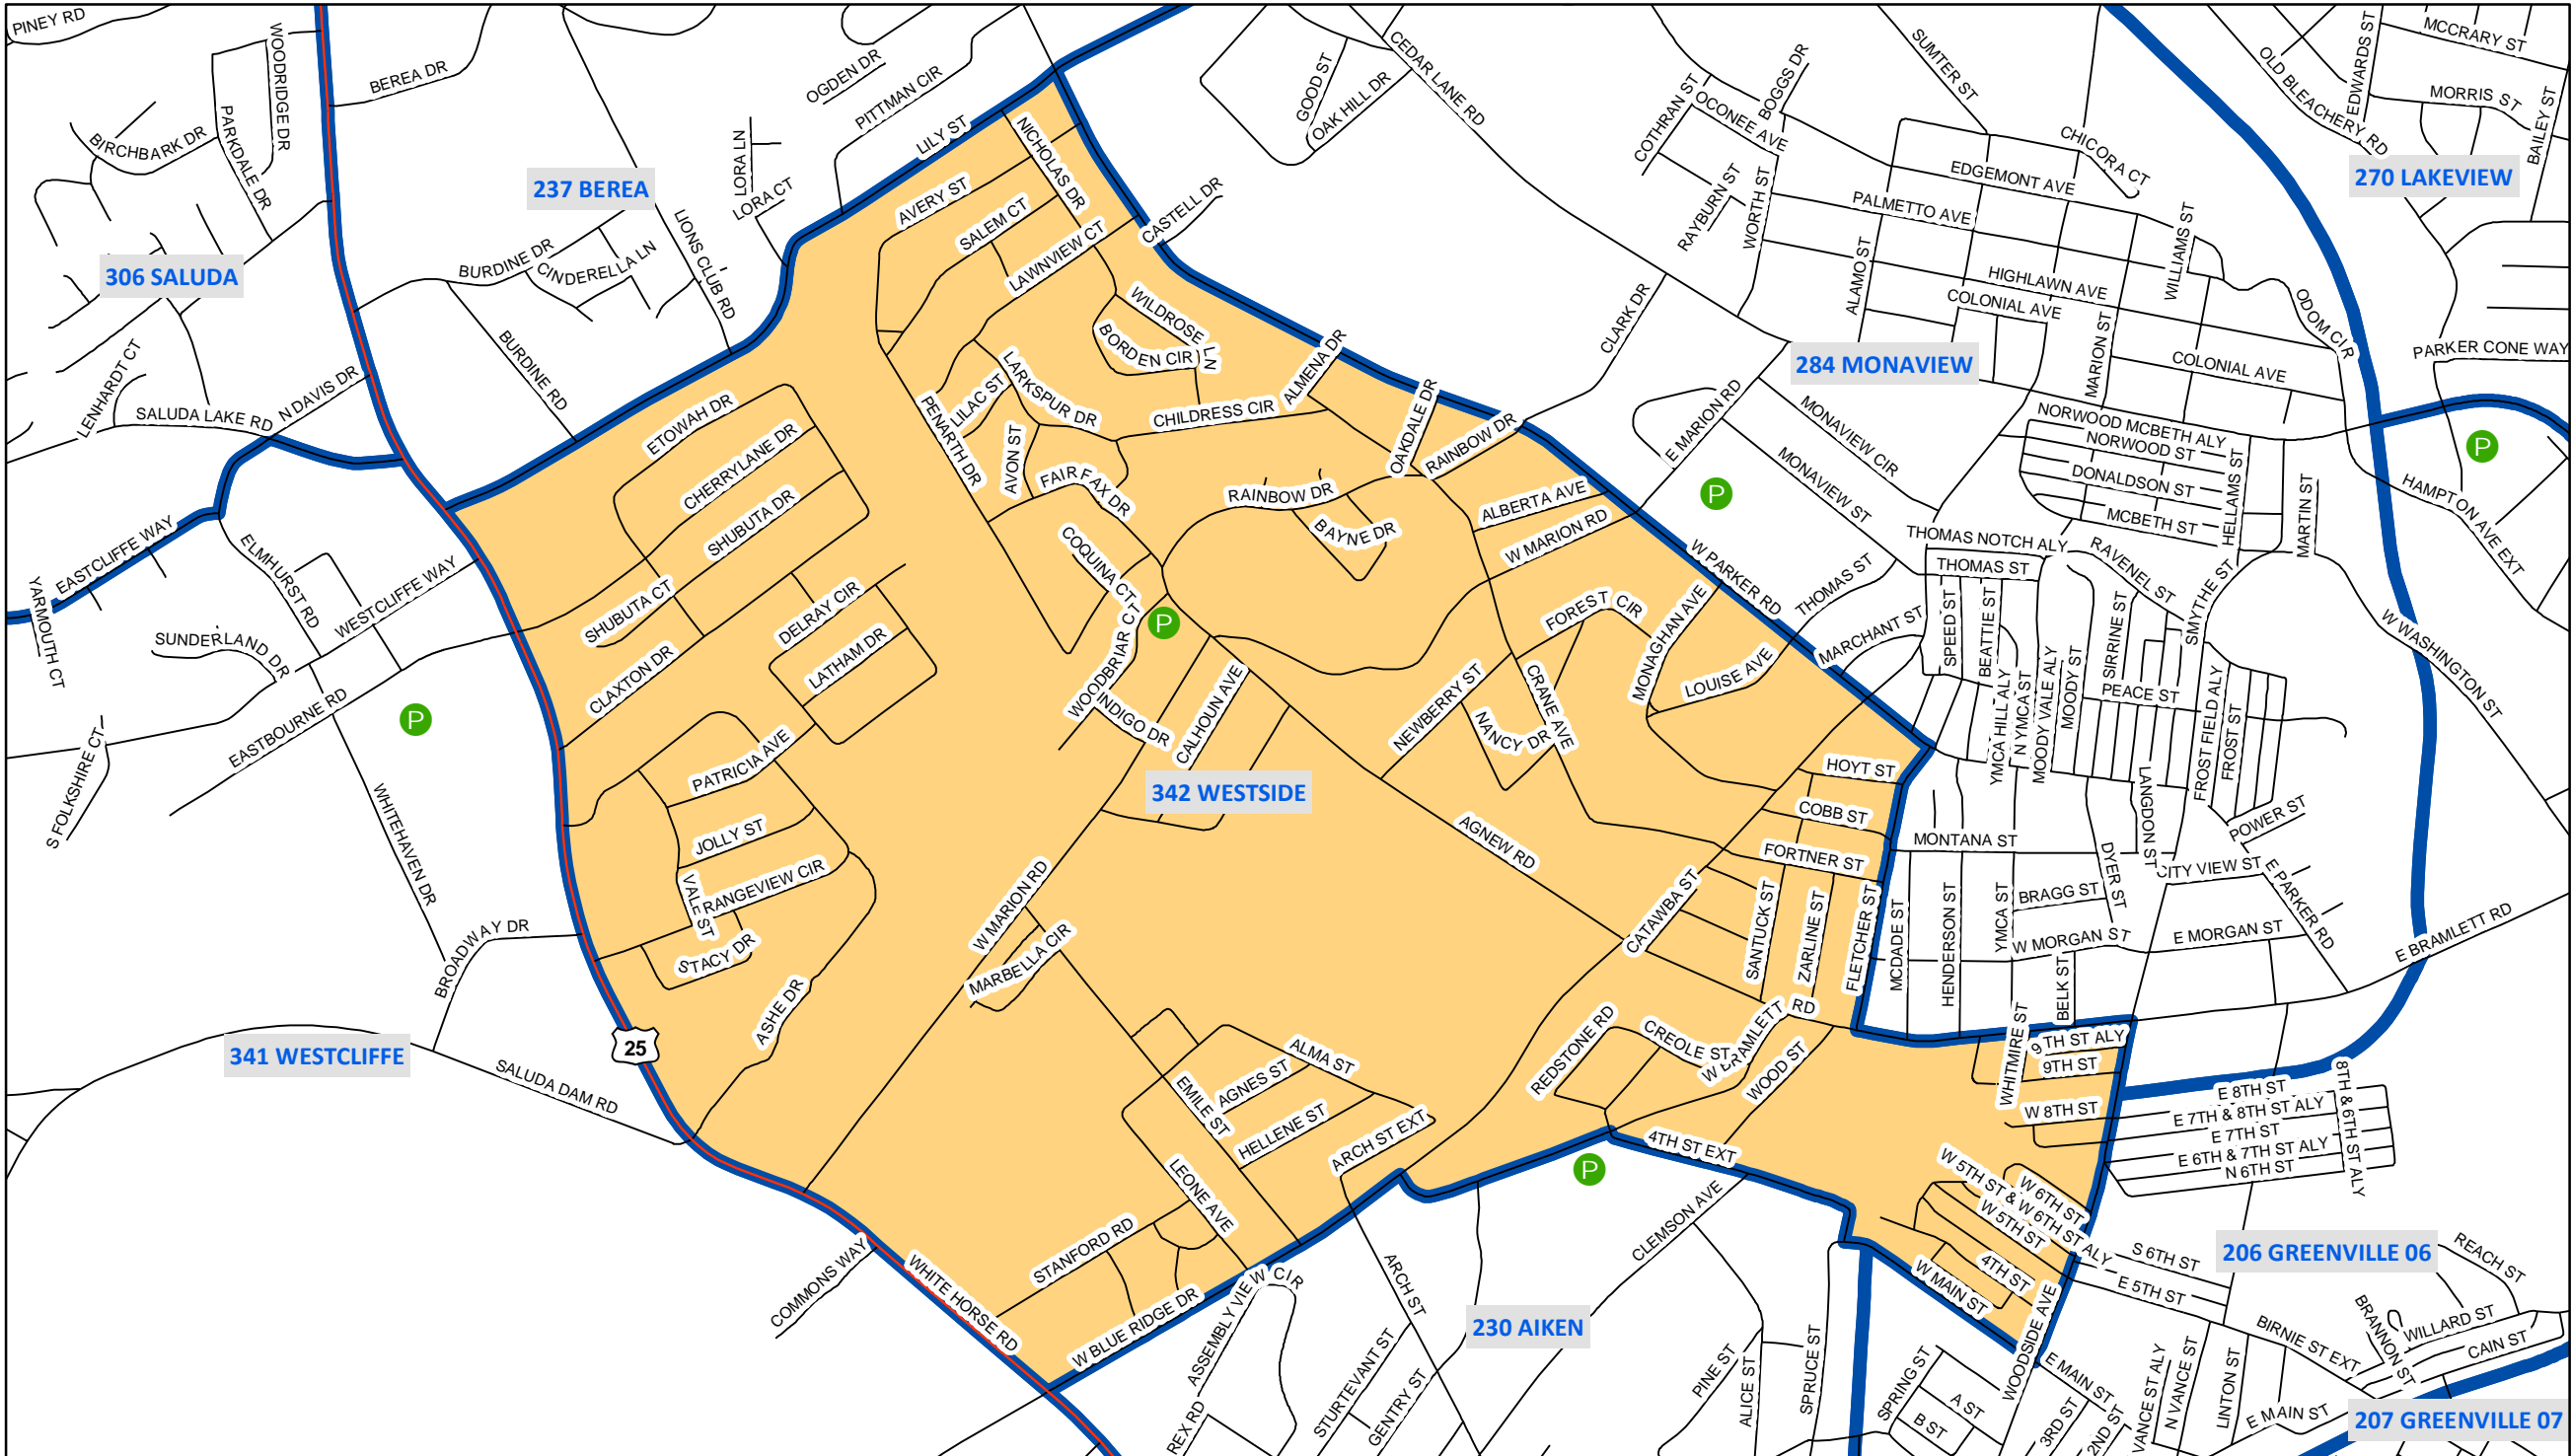 PINEY RD
WOODRIDGE DR
BEREA DR
OGDEN DR
PITTMAN CIR
GOOD ST
OAK HILL DR
CEDAR LANE RD
COTHRAN ST
OCONEE AVE
BOGGS DR
SUMTER ST
CHICORA CT
OLD BLEACHERY RD
EDWARDS ST
MCCRARY ST
MORRIS ST
BAILEY ST
BIRCHBARK DR
PARKDALE DR
237 BEREA
LORA LN
LORA CT
LILY ST
NICHOLAS DR
AVERY ST
SALEM CT
LAWNVIEW CT
CASTELL DR
RAYBURN ST
WORTH ST
EDGEMONT AVE
PALMETTO AVE
WILLIAMS ST
270 LAKEVIEW
306 SALUDA
BURDINE DR
CINDERELLA LN
LIONS CLUB RD
WILDROSE LN
BORDEN CIR
ALMENA DR
CLARK DR
ALAMO ST
HIGHLAWN AVE
COLONIAL AVE
MARION ST
ODOM CIR
COLONIAL AVE
PARKER CONE WAY
284 MONAVIEW
LENHARDT CT
SALUDA LAKE RD
N DAVIS DR
BURDINE RD
ETOWAH DR
CHERRYLANE DR
SHUBUTA DR
PENARTH DR
LILAC ST
LARKSPUR DR
AVON ST
CHILDRESS CIR
OAKDALE DR
RAINBOW DR
E MARION RD
MONAVIEW CIR
MONAVIEW ST
NORWOOD MCBETH ALY
NORWOOD ST
DONALDSON ST
MCBETH ST
HELLAMS ST
MARTIN ST
HAMPTON AVE EXT
FAIR FAX DR
RAINBOW DR
BAYNE DR
ALBERTA AVE
W MARION RD
W PARKER RD
THOMAS NOTCH ALY
THOMAS ST
RAVENEL ST
SMYTHE ST
W WASHINGTON ST
EASTCLIFFE WAY
YARMOUTH CT
ELMHURST RD
WESTCLIFFE WAY
SUNDERLAND DR
EASTBOURNE RD
S FOLKSHIRE CT
P
P
P
P
P
SHUBUTA CT
CLAXTON DR
DELRAY CIR
LATHAM DR
COQUINA CT
WOODBRIAR CT
INDIGO DR
CALHOUN AVE
FOREST CIR
MONAGHAN AVE
LOUISE AVE
NEWBERRY ST
NANCY DR
CRANE AVE
THOMAS ST
MARCHANT ST
SPEED ST
BEATTIE ST
YMCA HILL ALY
N YMCA ST
MOODY VALE ALY
MOODY ST
SIRRINE ST
PEACE ST
FROST FIELD ALY
FROST ST
LANGDON ST
POWER ST
PATRICIA AVE
JOLLY ST
VALE ST
RANGEVIEW CIR
STACY DR
ASHE DR
342 WESTSIDE
AGNEW RD
HOYT ST
COBB ST
FORTNER ST
MONTANA ST
DYER ST
CITY VIEW ST
E PARKER RD
WHITEHAVEN DR
BROADWAY DR
W MARION RD
MARBELLA CIR
CATAWBA ST
SANTUCK ST
ZARLINE ST
FLETCHER ST
MCDADE ST
HENDERSON ST
YMCA ST
BRAGG ST
W MORGAN ST
E MORGAN ST
BELK ST
E BRAMLETT RD
341 WESTCLIFFE
SALUDA DAM RD
25
ALMA ST
AGNES ST
EMILE ST
HELLENE ST
ARCH ST EXT
REDSTONE RD
CREOLE ST
W BRAMLETT RD
WOOD ST
WHITMIRE ST
9TH ST ALY
9TH ST
W 8TH ST
E 8TH ST
E 7TH & 8TH ST ALY
E 7TH ST
E 6TH & 7TH ST ALY
N 6TH ST
8TH & 6TH ST ALY
4TH ST EXT
LEONE AVE
STANFORD RD
W BLUE RIDGE DR
WHITE HORSE RD
COMMONS WAY
ASSEMBLY VIEW CIR
ARCH ST
CLEMSON AVE
W 5TH ST & W 6TH ST ALY
W 6TH ST
W 5TH ST
4TH ST
W MAIN ST
WOODSIDE AVE
S 6TH ST
E 5TH ST
206 GREENVILLE 06
REACH ST
230 AIKEN
STURTEVANT ST
GENTRY ST
REX RD
PINE ST
ALICE ST
SPRUCE ST
SPRING ST
A ST
B ST
E MAIN ST
3RD ST
2ND ST
VANCE ST ALY
N VANCE ST
LINTON ST
BIRNIE ST EXT
BRANNON ST
WILLARD ST
CAIN ST
E MAIN ST
207 GREENVILLE 07